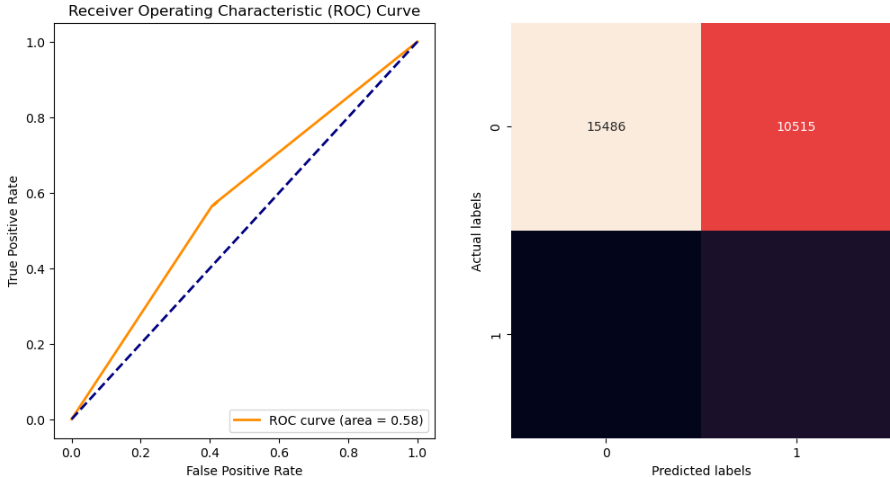 Receiver Operating Characteristic (ROC) Curve
1.0
0.8
0.6
0.4
0.2
0.0
True Positive Rate
ROC curve (area = 0.58)
0.0 0.2 0.4 0.6 0.8 1.0
False Positive Rate
15486 10515
0
1
Actual labels
0 1
Predicted labels